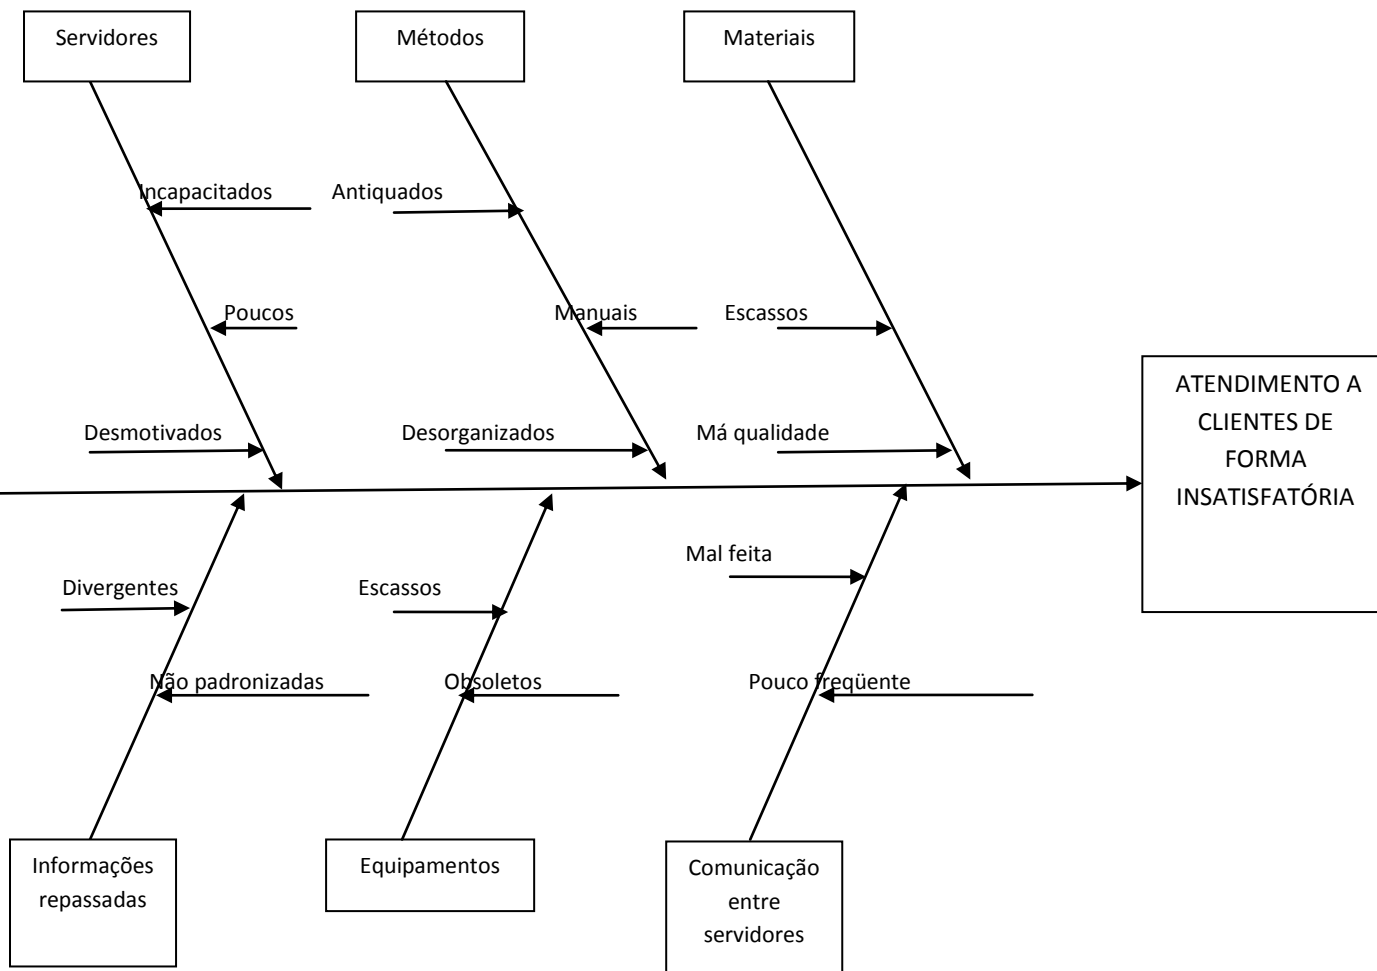 Servidores
Métodos
Materiais
Incapacitados
Antiquados
Poucos
Manuais
Escassos
Desmotivados
Desorganizados
Má qualidade
ATENDIMENTO A
CLIENTES DE
FORMA
INSATISFATÓRIA
Mal feita
Divergentes
Escassos
Não padronizadas
Obsoletos
Pouco freqüente
Informações
repassadas
Equipamentos
Comunicação
entre
servidores